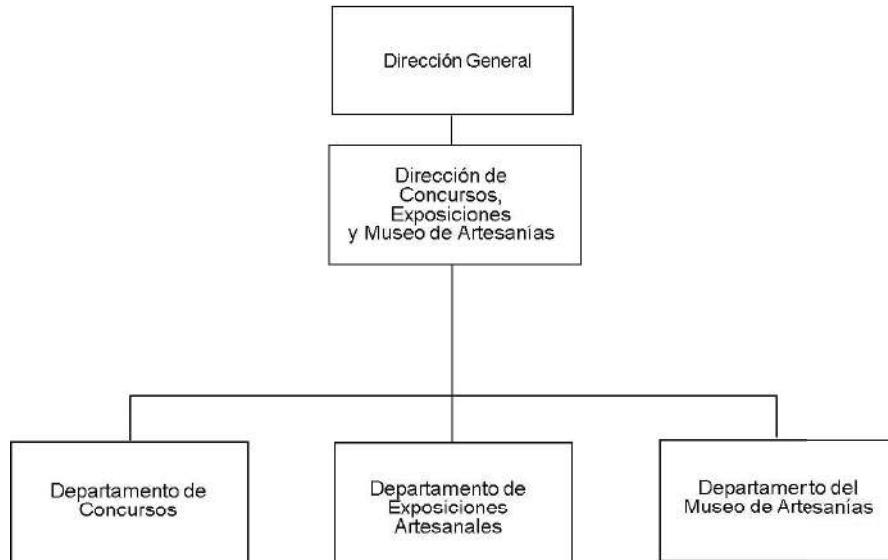 Dirección General
Dirección de
Concursos,
Exposiciones
y Museo de Artesanías
Departamento de
Concursos
Departamento de
Exposiciones
Artesanales
Departamerto del
Museo de Artesanías